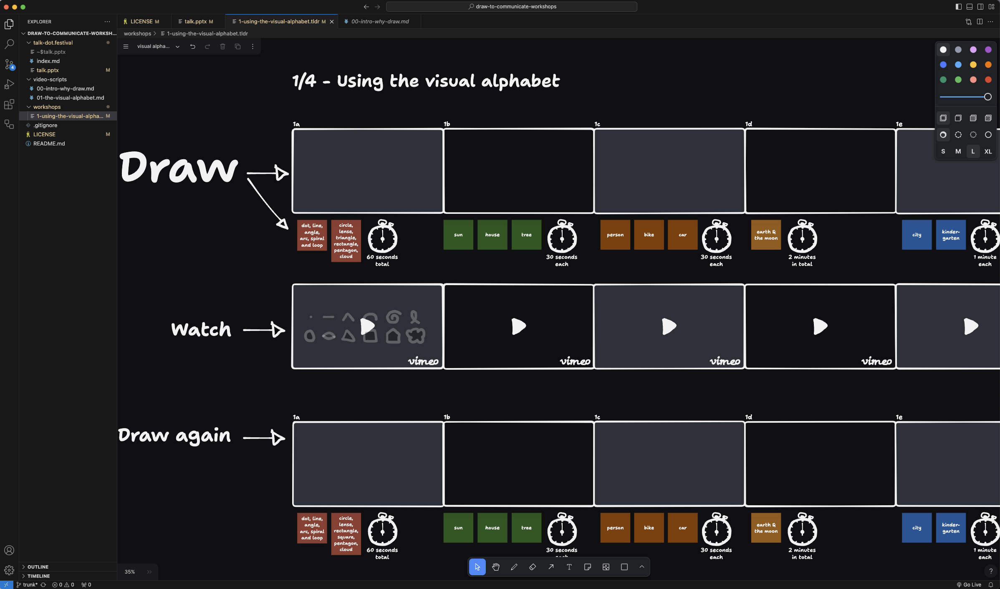 draw-to-communicate-workshops
EXPLORER
LICENSE M
talk.pptx M
1-using-the-visual-alphabet.tldr M
00-intro-why-draw.md
workshops
1-using-the-visual-alphabet.tldr
DRAW-TO-COMMUNICATE-WORKSH...
talk-dot.festival
~$talk.pptx
index.md
talk.pptx M
video-scripts
00-intro-why-draw.md
01-the-visual-alphabet.md
workshops
1-using-the-visual-alpha... M
.gitignore
LICENSE M
README.md
4
visual alpha...
1/4 - Using the visual alphabet
S M L XL
1a 1b 1c 1d 1e
Draw
dot, line,
angle,
arc, spiral
and loop
circle,
lense,
triangle,
rectangle,
pentagon,
cloud
60 seconds
total
sun
house
tree
30 seconds
each
person
bike
car
30 seconds
each
earth &
the moon
2 minutes
in total
city
kinder-
garten
1 minute
each
Watch
vimeo
vimeo
vimeo
vimeo
1a 1b 1c 1d 1e
Draw again
dot, line,
angle,
arc, spiral
and loop
circle,
lense,
rectangle,
square,
pentagon,
cloud
60 seconds
total
sun
house
tree
30 seconds
each
person
bike
car
30 seconds
each
earth &
the moon
2 minutes
in total
city
kinder-
garten
1 minute
each
OUTLINE
TIMELINE
35%
T
?
trunk* 0 0 0
Go Live